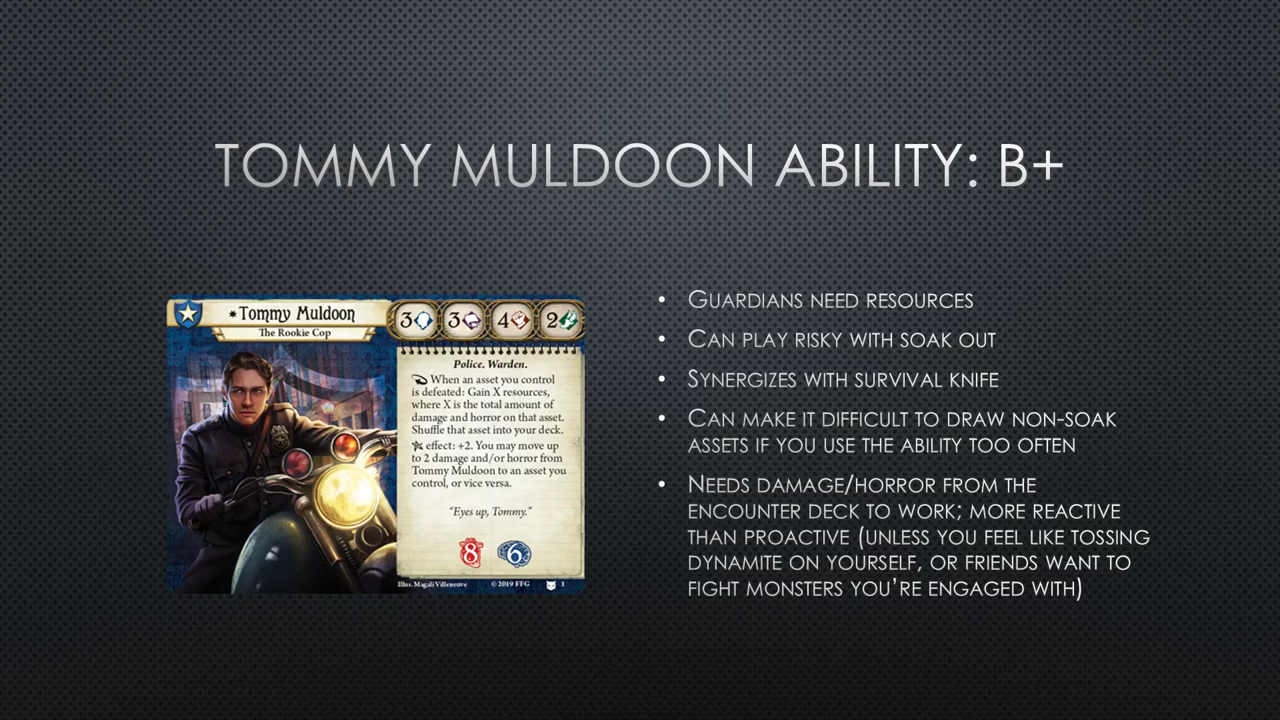 TOMMY MULDOON ABILITY: B+
Tommy Muldoon
The Rookie Cop
3 3 4 2
Police. Warden.
When an asset you control
is defeated: Gain X resources,
where X is the total amount of
damage and horror on that asset.
Shuffle that asset into your deck.
effect: +2. You may move up
to 2 damage and/or horror from
Tommy Muldoon to an asset you
control, or vice versa.
"Eyes up, Tommy."
8 6
Illus. Magali Villeneuve © 2019 FFG 1
• GUARDIANS NEED RESOURCES
• CAN PLAY RISKY WITH SOAK OUT
• SYNERGIZES WITH SURVIVAL KNIFE
• CAN MAKE IT DIFFICULT TO DRAW NON-SOAK
ASSETS IF YOU USE THE ABILITY TOO OFTEN
• NEEDS DAMAGE/HORROR FROM THE
ENCOUNTER DECK TO WORK; MORE REACTIVE
THAN PROACTIVE (UNLESS YOU FEEL LIKE TOSSING
DYNAMITE ON YOURSELF, OR FRIENDS WANT TO
FIGHT MONSTERS YOU'RE ENGAGED WITH)